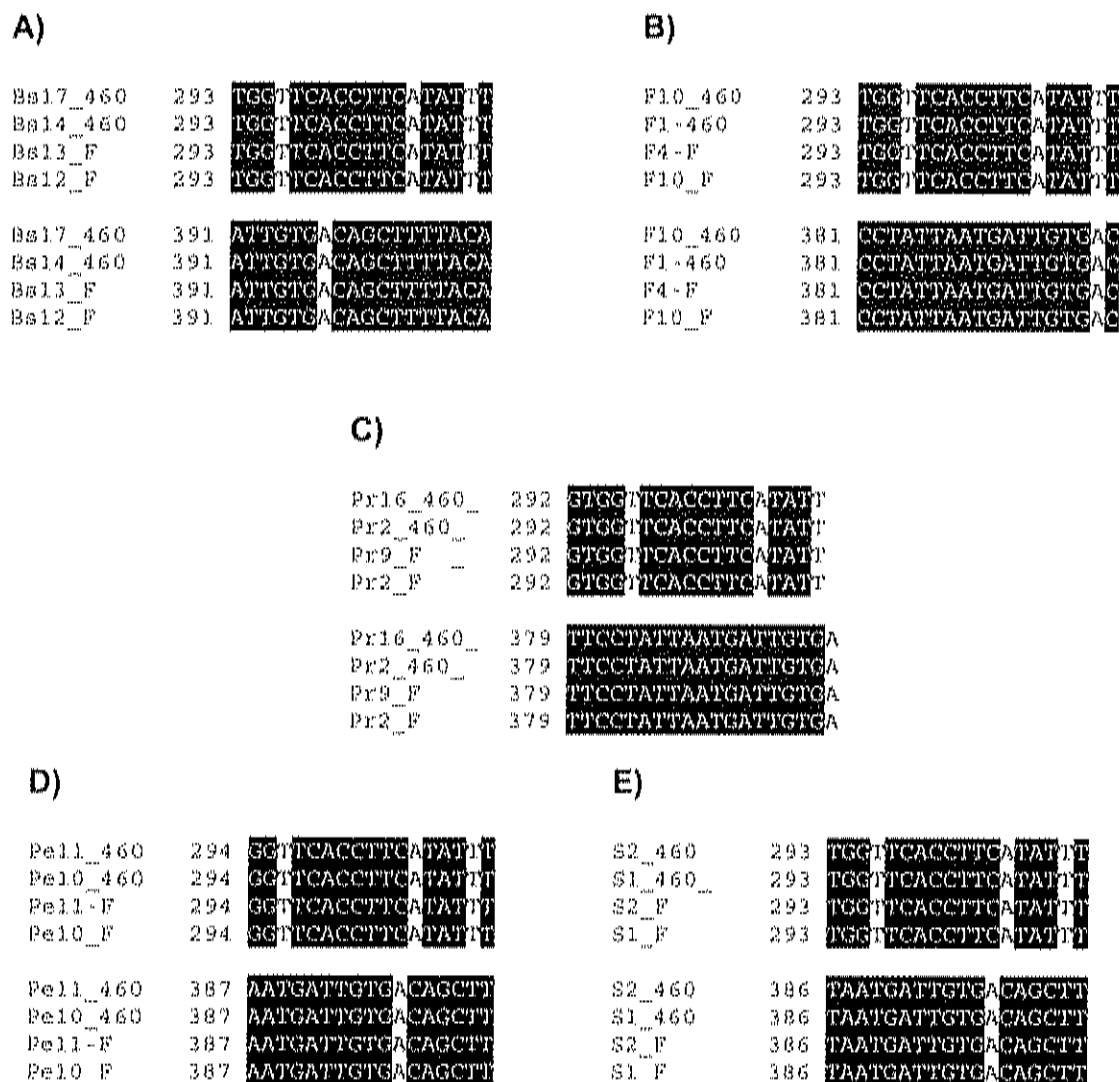 A)
Bs17_460 293 TGGTTCACCTTCATATTT
Bs14_460 293 TGGTTCACCTTCATATTT
Bs13_F 293 TGGTTCACCTTCATATTT
Bs12_F 293 TGGTTCACCTTCATATTT
Bs17_460 391 ATTGTGACAGCTTTTACA
Bs14_460 391 ATTGTGACAGCTTTTACA
Bs13_F 391 ATTGTGACAGCTTTTACA
Bs12_F 391 ATTGTGACAGCTTTTACA
B)
F10_460 293 TGGTTCACCTTCATATTT
F1-460 293 TGGTTCACCTTCATATTT
F4-F 293 TGGTTCACCTTCATATTT
F10_F 293 TGGTTCACCTTCATATTT
F10_460 381 CCTATTAATGATTGTGAC
F1-460 381 CCTATTAATGATTGTGAC
F4-F 381 CCTATTAATGATTGTGAC
F10_F 381 CCTATTAATGATTGTGAC
C)
Pr16_460_ 292 GTGGTTCACCTTCATATT
Pr2_460_ 292 GTGGTTCACCTTCATATT
Pr9_F _ 292 GTGGTTCACCTTCATATT
Pr2_F 292 GTGGTTCACCTTCATATT
Pr16_460_ 379 TTCCTATTAATGATTGTGA
Pr2_460_ 379 TTCCTATTAATGATTGTGA
Pr9_F 379 TTCCTATTAATGATTGTGA
Pr2_F 379 TTCCTATTAATGATTGTGA
D)
Pe11_460 294 GGTTCACCTTCATATTT
Pe10_460 294 GGTTCACCTTCATATTT
Pe11-F 294 GGTTCACCTTCATATTT
Pe10_F 294 GGTTCACCTTCATATTT
Pe11_460 387 AATGATTGTGACAGCTT
Pe10_460 387 AATGATTGTGACAGCTT
Pe11-F 387 AATGATTGTGACAGCTT
Pe10_F 387 AATGATTGTGACAGCTT
E)
S2_460 293 TGGTTCACCTTCATATTT
S1_460_ 293 TGGTTCACCTTCATATTT
S2_F 293 TGGTTCACCTTCATATTT
S1_F 293 TGGTTCACCTTCATATTT
S2_460 386 TAATGATTGTGACAGCTT
S1_460 386 TAATGATTGTGACAGCTT
S2_F 386 TAATGATTGTGACAGCTT
S1_F 386 TAATGATTGTGACAGCTT